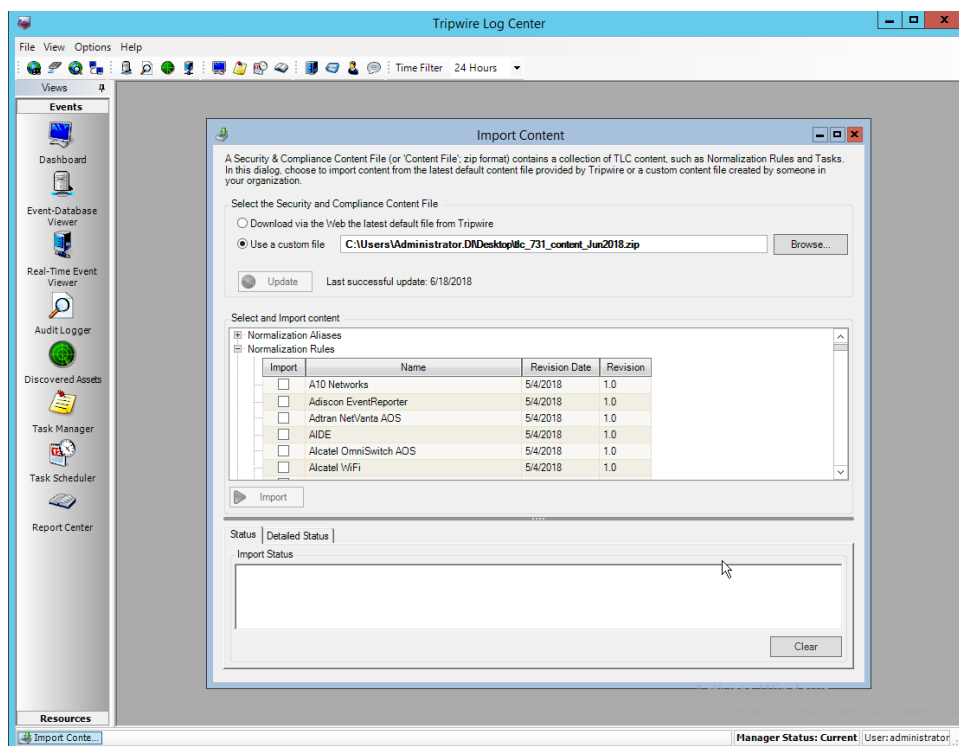 Tripwire Log Center
File View Options Help
Time Filter 24 Hours
Views
Events
Dashboard
Event-Database
Viewer
Real-Time Event
Viewer
Audit Logger
Discovered Assets
Task Manager
Task Scheduler
Report Center
Resources
Import Content
A Security & Compliance Content File (or 'Content File'; zip format) contains a collection of TLC content, such as Normalization Rules and Tasks.
In this dialog, choose to import content from the latest default content file provided by Tripwire or a custom content file created by someone in
your organization.
Select the Security and Compliance Content File
Download via the Web the latest default file from Tripwire
Use a custom file C:\Users\Administrator.DI\Desktop\tlc_731_content_Jun2018.zip Browse...
Update Last successful update: 6/18/2018
Select and Import content
Normalization Aliases
Normalization Rules
Import Name Revision Date Revision
A10 Networks 5/4/2018 1.0
Adiscon EventReporter 5/4/2018 1.0
Adtran NetVanta AOS 5/4/2018 1.0
AIDE 5/4/2018 1.0
Alcatel OmniSwitch AOS 5/4/2018 1.0
Alcatel WiFi 5/4/2018 1.0
Import
Status Detailed Status
Import Status
Clear
Import Conte... Manager Status: Current User: administrator